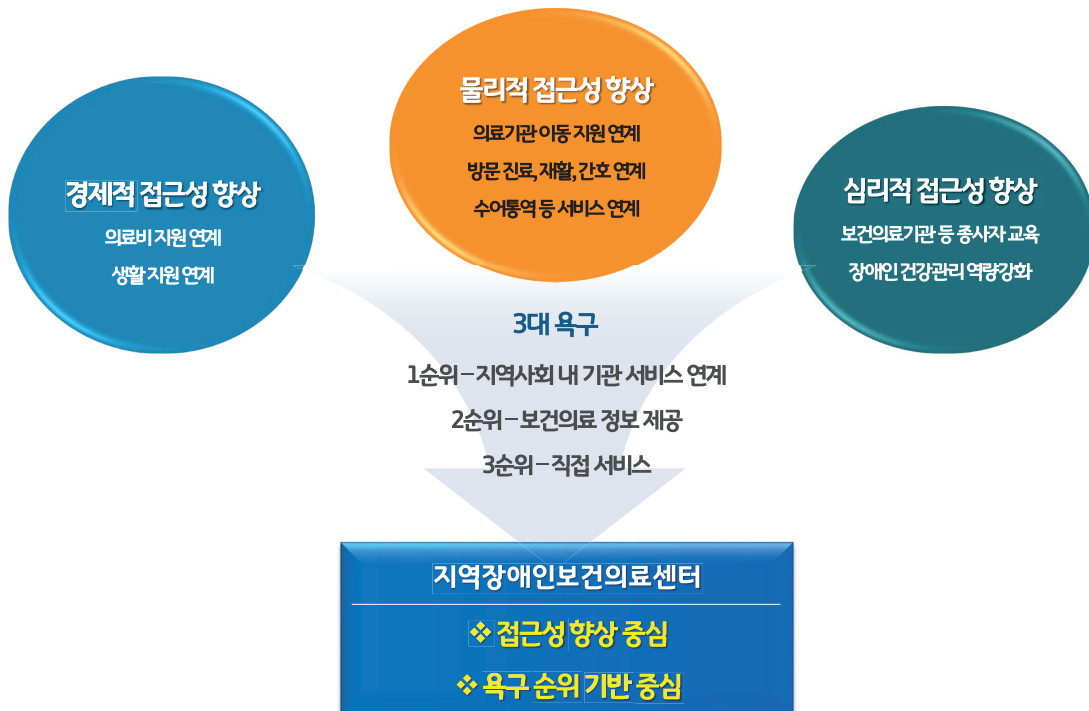 경제적 접근성 향상
의료비 지원 연계
생활 지원 연계
물리적 접근성 향상
의료기관 이동 지원 연계
방문 진료, 재활, 간호 연계
수어통역 등 서비스 연계
심리적 접근성 향상
보건의료기관 등 종사자 교육
장애인 건강관리 역량강화
3대 욕구
1순위 – 지역사회 내 기관 서비스 연계
2순위 – 보건의료 정보 제공
3순위 – 직접 서비스
지역장애인보건의료센터
❖ 접근성 향상 중심
❖ 욕구 순위 기반 중심